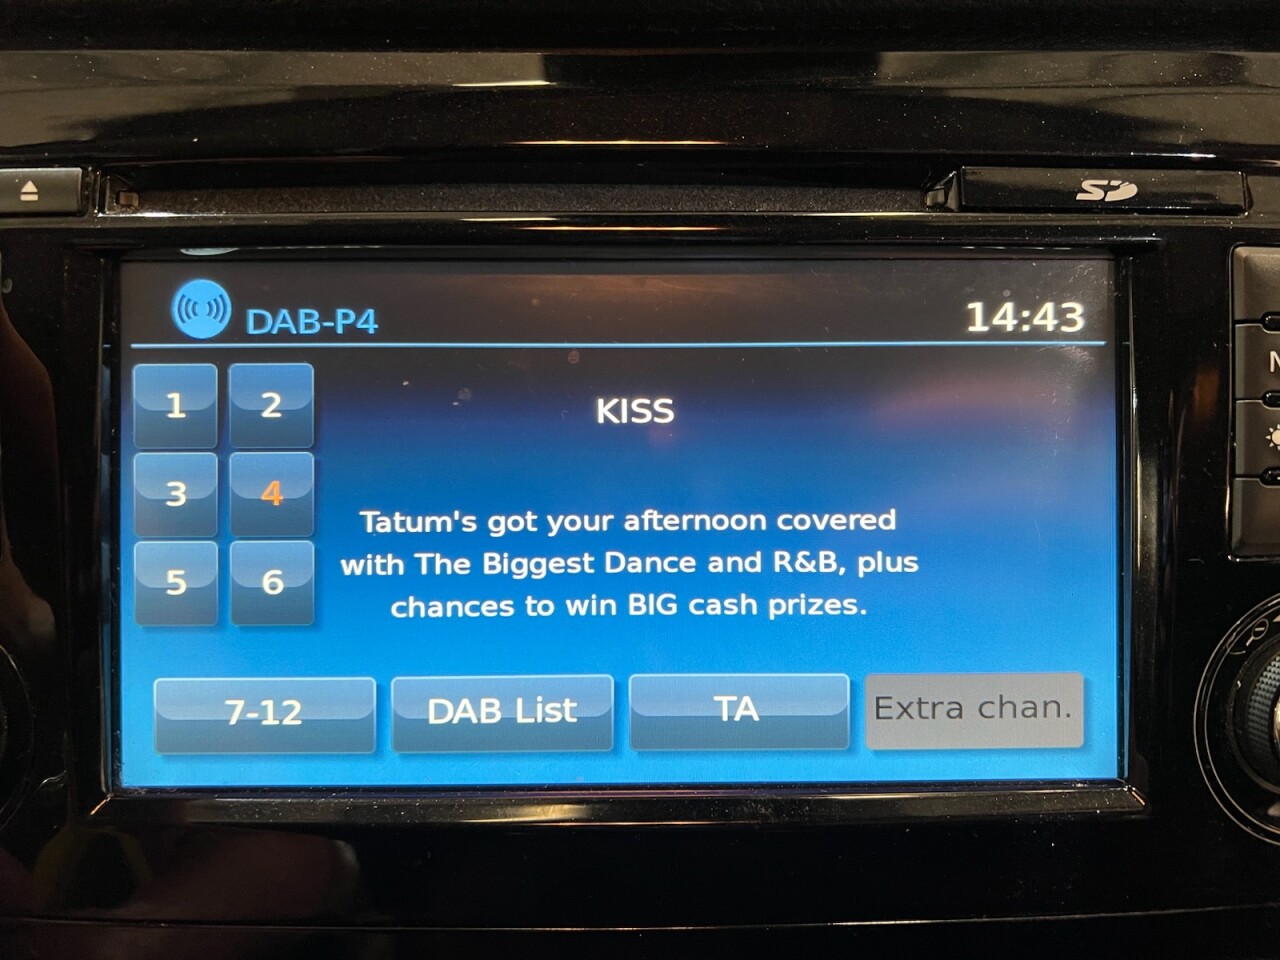 SD
DAB-P4
14:43
1
2
KISS
3
4
Tatum's got your afternoon covered
with The Biggest Dance and R&B, plus
chances to win BIG cash prizes.
5
6
7-12
DAB List
TA
Extra chan.